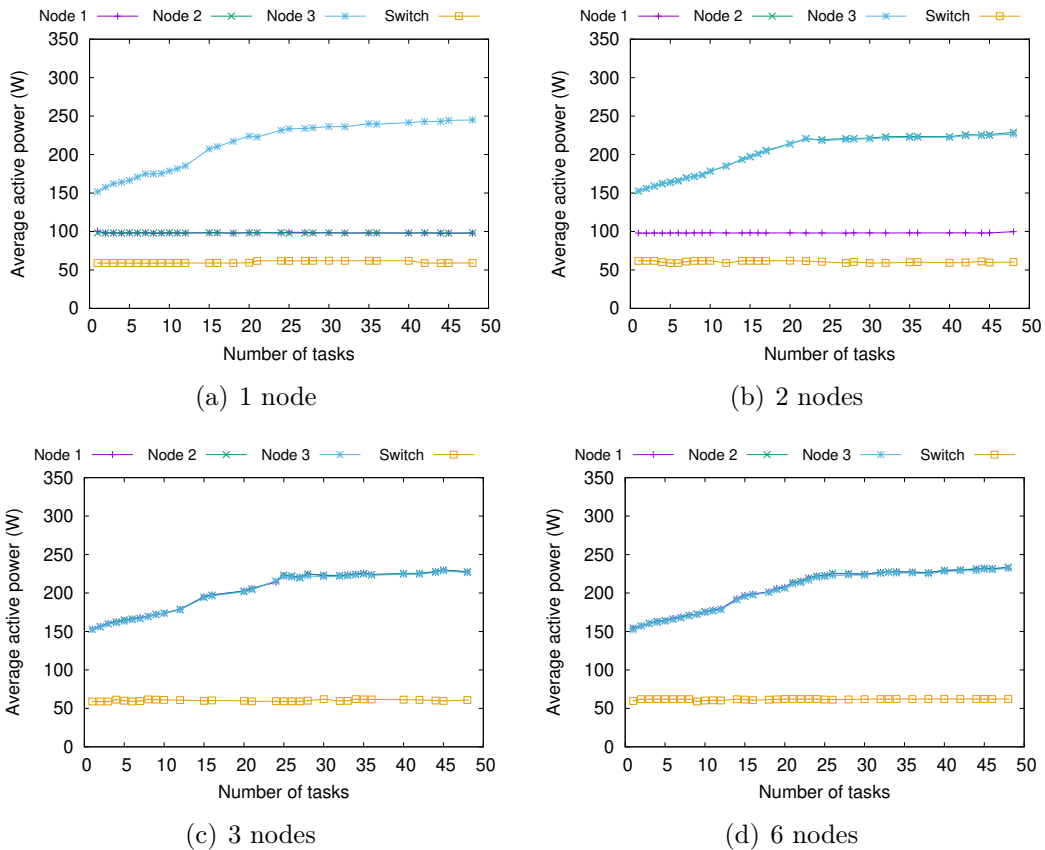 Node 1 Node 2 Node 3 Switch
350
300
250
200
150
100
50
0
Average active power (W)
0 5 10 15 20 25 30 35 40 45 50
Number of tasks
(a) 1 node
Node 1 Node 2 Node 3 Switch
350
300
250
200
150
100
50
0
Average active power (W)
0 5 10 15 20 25 30 35 40 45 50
Number of tasks
(b) 2 nodes
Node 1 Node 2 Node 3 Switch
350
300
250
200
150
100
50
0
Average active power (W)
0 5 10 15 20 25 30 35 40 45 50
Number of tasks
(c) 3 nodes
Node 1 Node 2 Node 3 Switch
350
300
250
200
150
100
50
0
Average active power (W)
0 5 10 15 20 25 30 35 40 45 50
Number of tasks
(d) 6 nodes